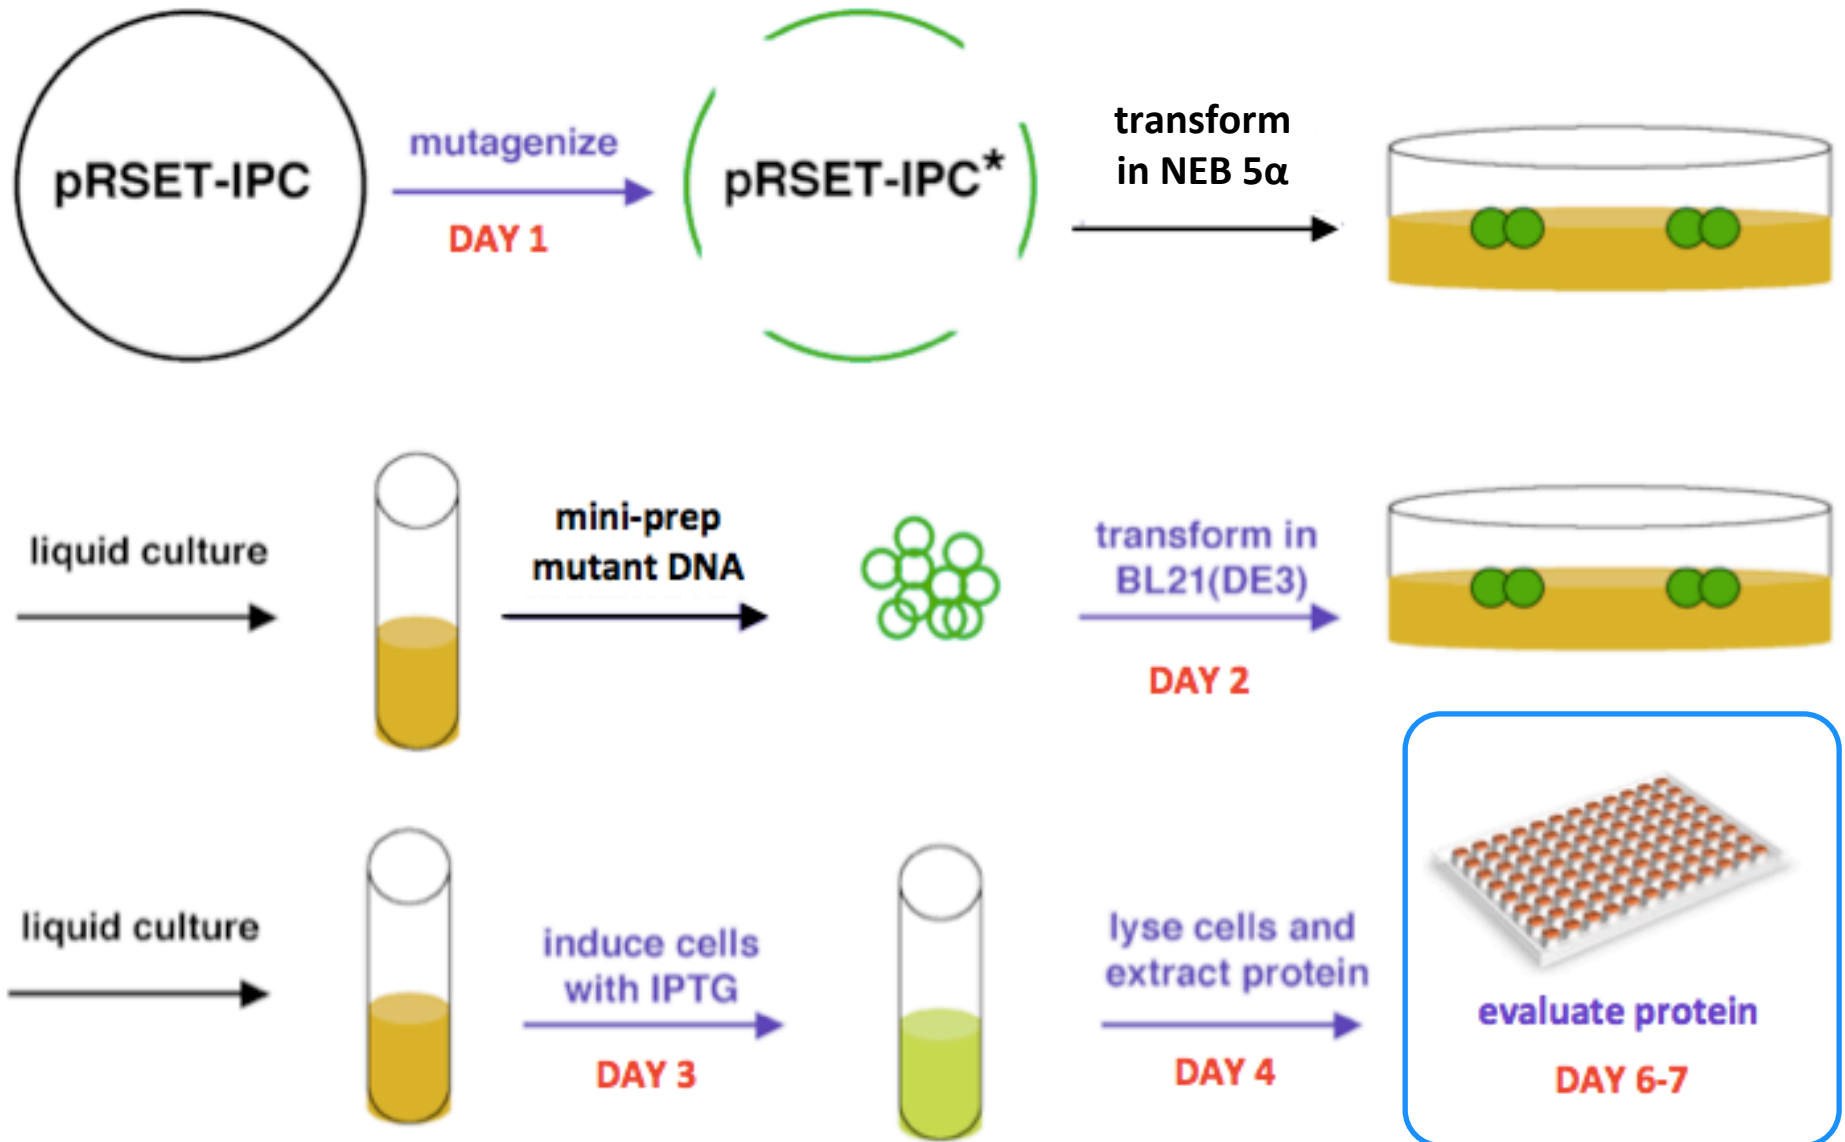 pRSET-IPC
mutagenize
DAY 1
pRSET-IPC*
transform
in NEB 5α
liquid culture
mini-prep
mutant DNA
transform in
BL21(DE3)
DAY 2
liquid culture
induce cells
with IPTG
DAY 3
lyse cells and
extract protein
DAY 4
evaluate protein
DAY 6-7